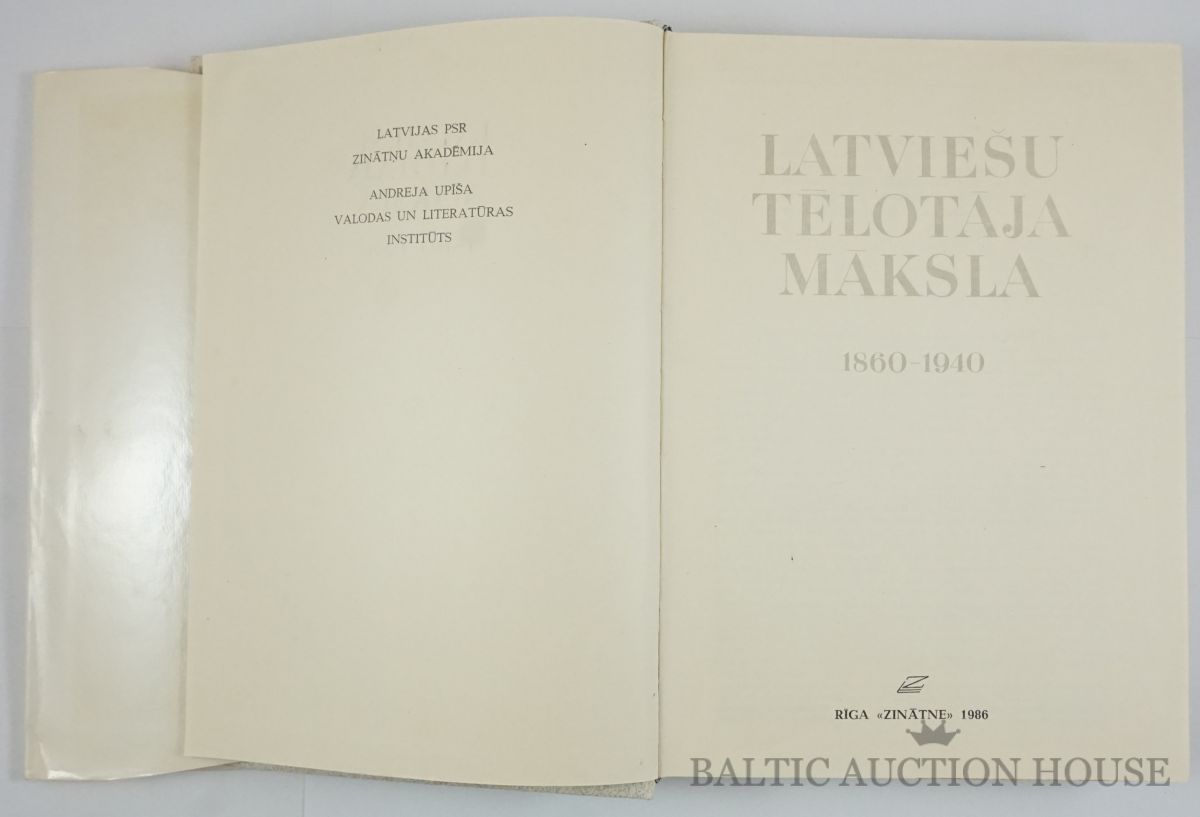 LATVIJAS PSR
ZINĀTŅU AKADĒMIJA
ANDREJA UPĪŠA
VALODAS UN LITERATŪRAS
INSTITŪTS
LATVIEŠU
TĒLOTĀJA
MĀKSLA
1860-1940
RĪGA «ZINĀTNE» 1986
BALTIC AUCTION HOUSE